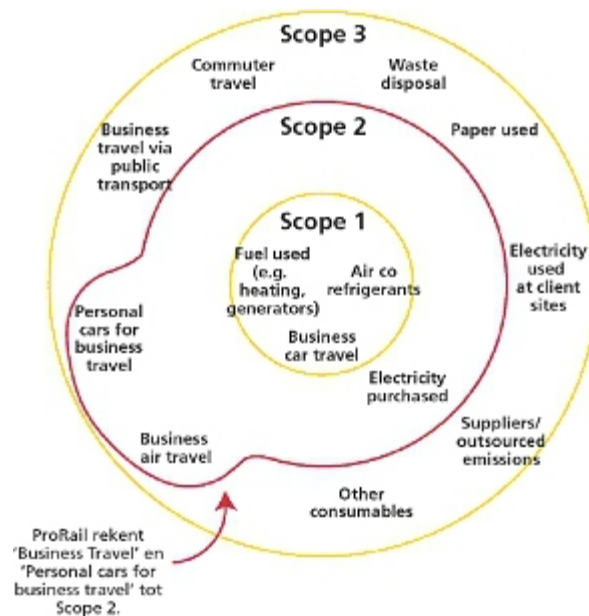 Scope 3
Commuter
travel
Waste
disposal
Business
travel via
public
transport
Scope 2
Paper used
Scope 1
Fuel used
(e.g.
heating,
generators)
Air co
refrigerants
Electricity
used
at client
sites
Personal
cars for
business
travel
Business
car travel
Electricity
purchased
Business
air travel
Suppliers/
outsourced
emissions
Other
consumables
ProRail rekent
'Business Travel' en
'Personal cars for
business travel' tot
Scope 2.